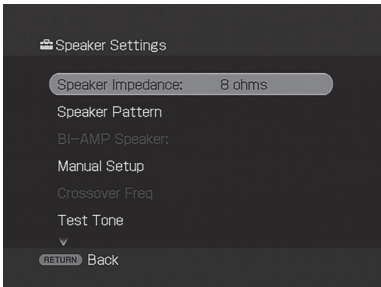 Speaker Settings
Speaker Impedance: 8 ohms
Speaker Pattern
BI-AMP Speaker:
Manual Setup
Crossover Freq
Test Tone
RETURN Back